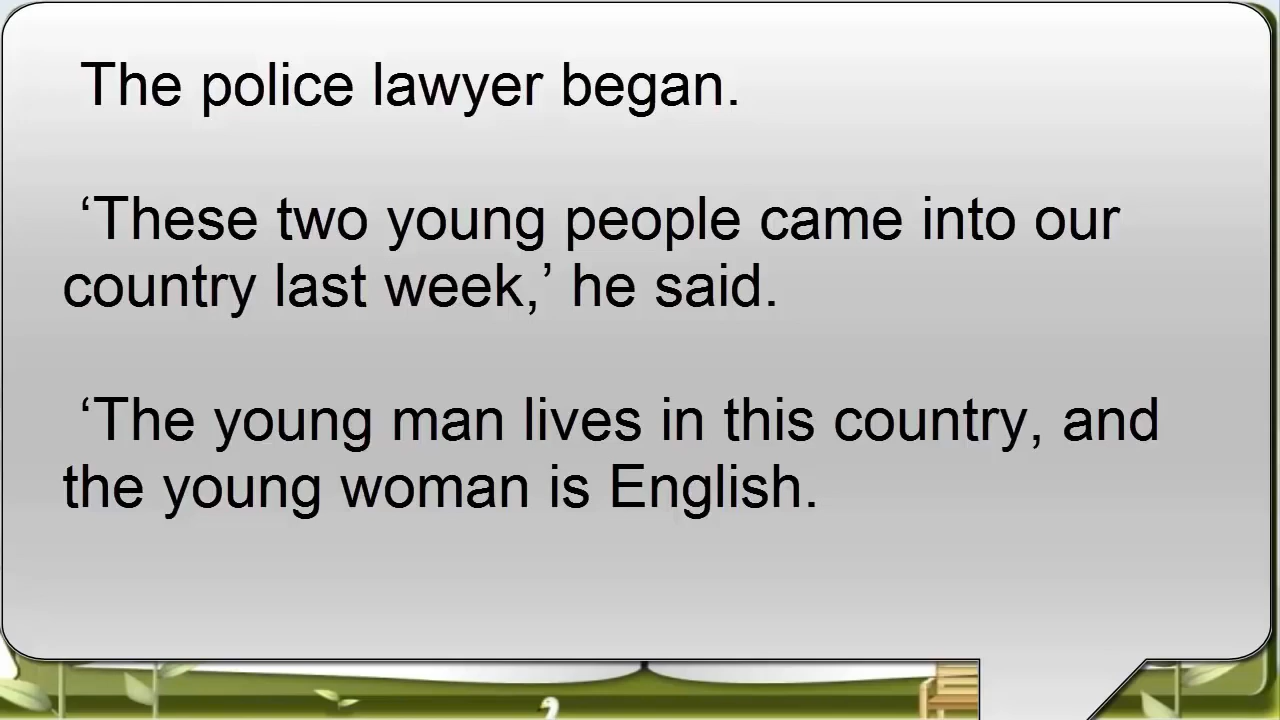 The police lawyer began.
‘These two young people came into our
country last week,’ he said.
‘The young man lives in this country, and
the young woman is English.